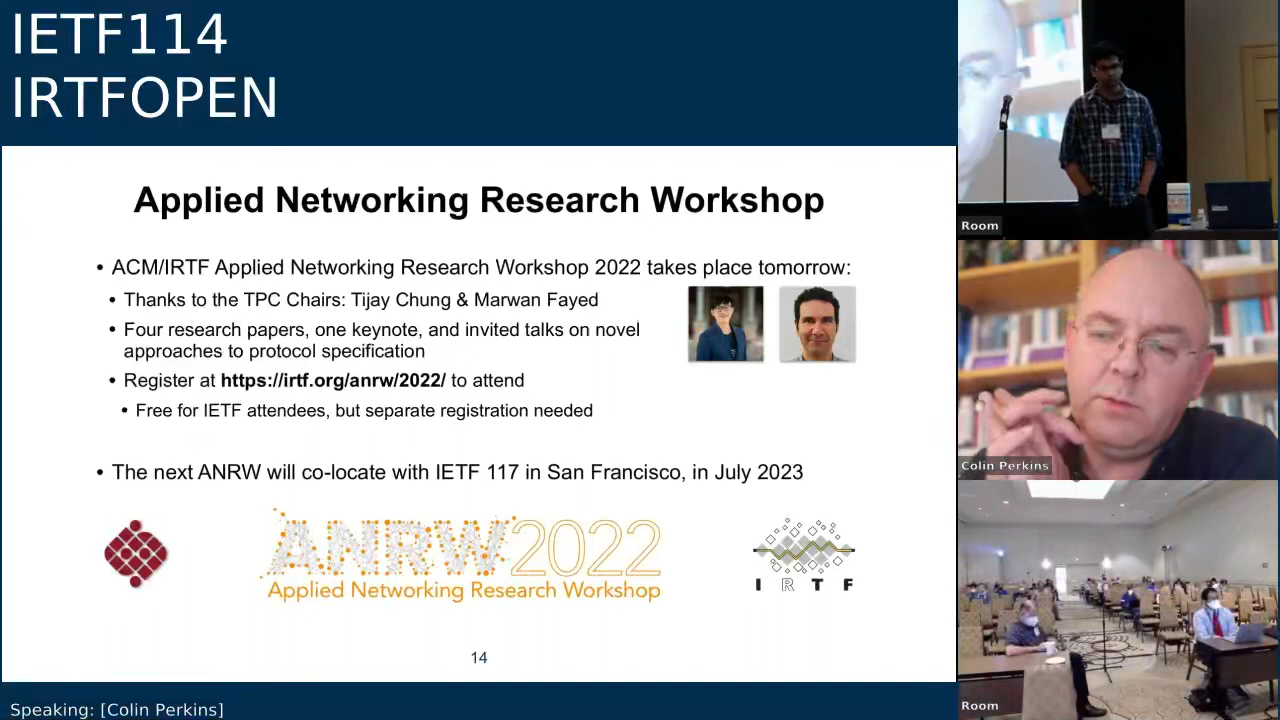 IETF114
IRTFOPEN
Applied Networking Research Workshop
• ACM/IRTF Applied Networking Research Workshop 2022 takes place tomorrow:
• Thanks to the TPC Chairs: Tijay Chung & Marwan Fayed
• Four research papers, one keynote, and invited talks on novel
approaches to protocol specification
• Register at https://irtf.org/anrw/2022/ to attend
• Free for IETF attendees, but separate registration needed
• The next ANRW will co-locate with IETF 117 in San Francisco, in July 2023
ANRW2022
Applied Networking Research Workshop
I R T F
14
Speaking: [Colin Perkins]
Room
Colin Perkins
Room